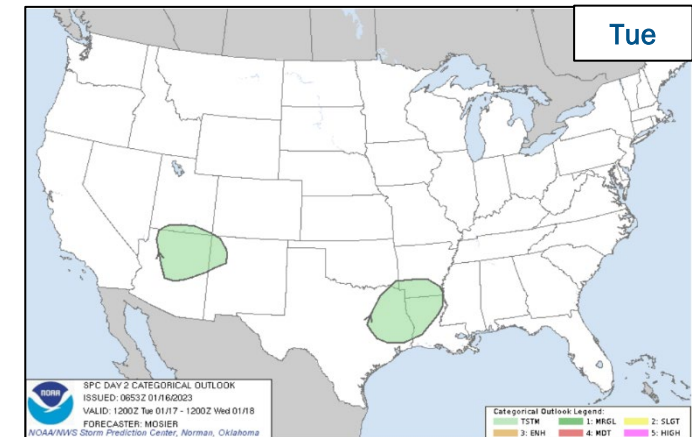 Tue
NOAA
SPC DAY 2 CATEGORICAL OUTLOOK
ISSUED: 0653Z 01/16/2023
VALID: 1200Z Tue 01/17 - 1200Z Wed 01/18
FORECASTER: MOSIER
NOAA/NWS Storm Prediction Center, Norman, Oklahoma
Categorical Outlook Legend:
TSTM 1: MRGL 2: SLGT
3: ENH 4: MDT 5: HIGH